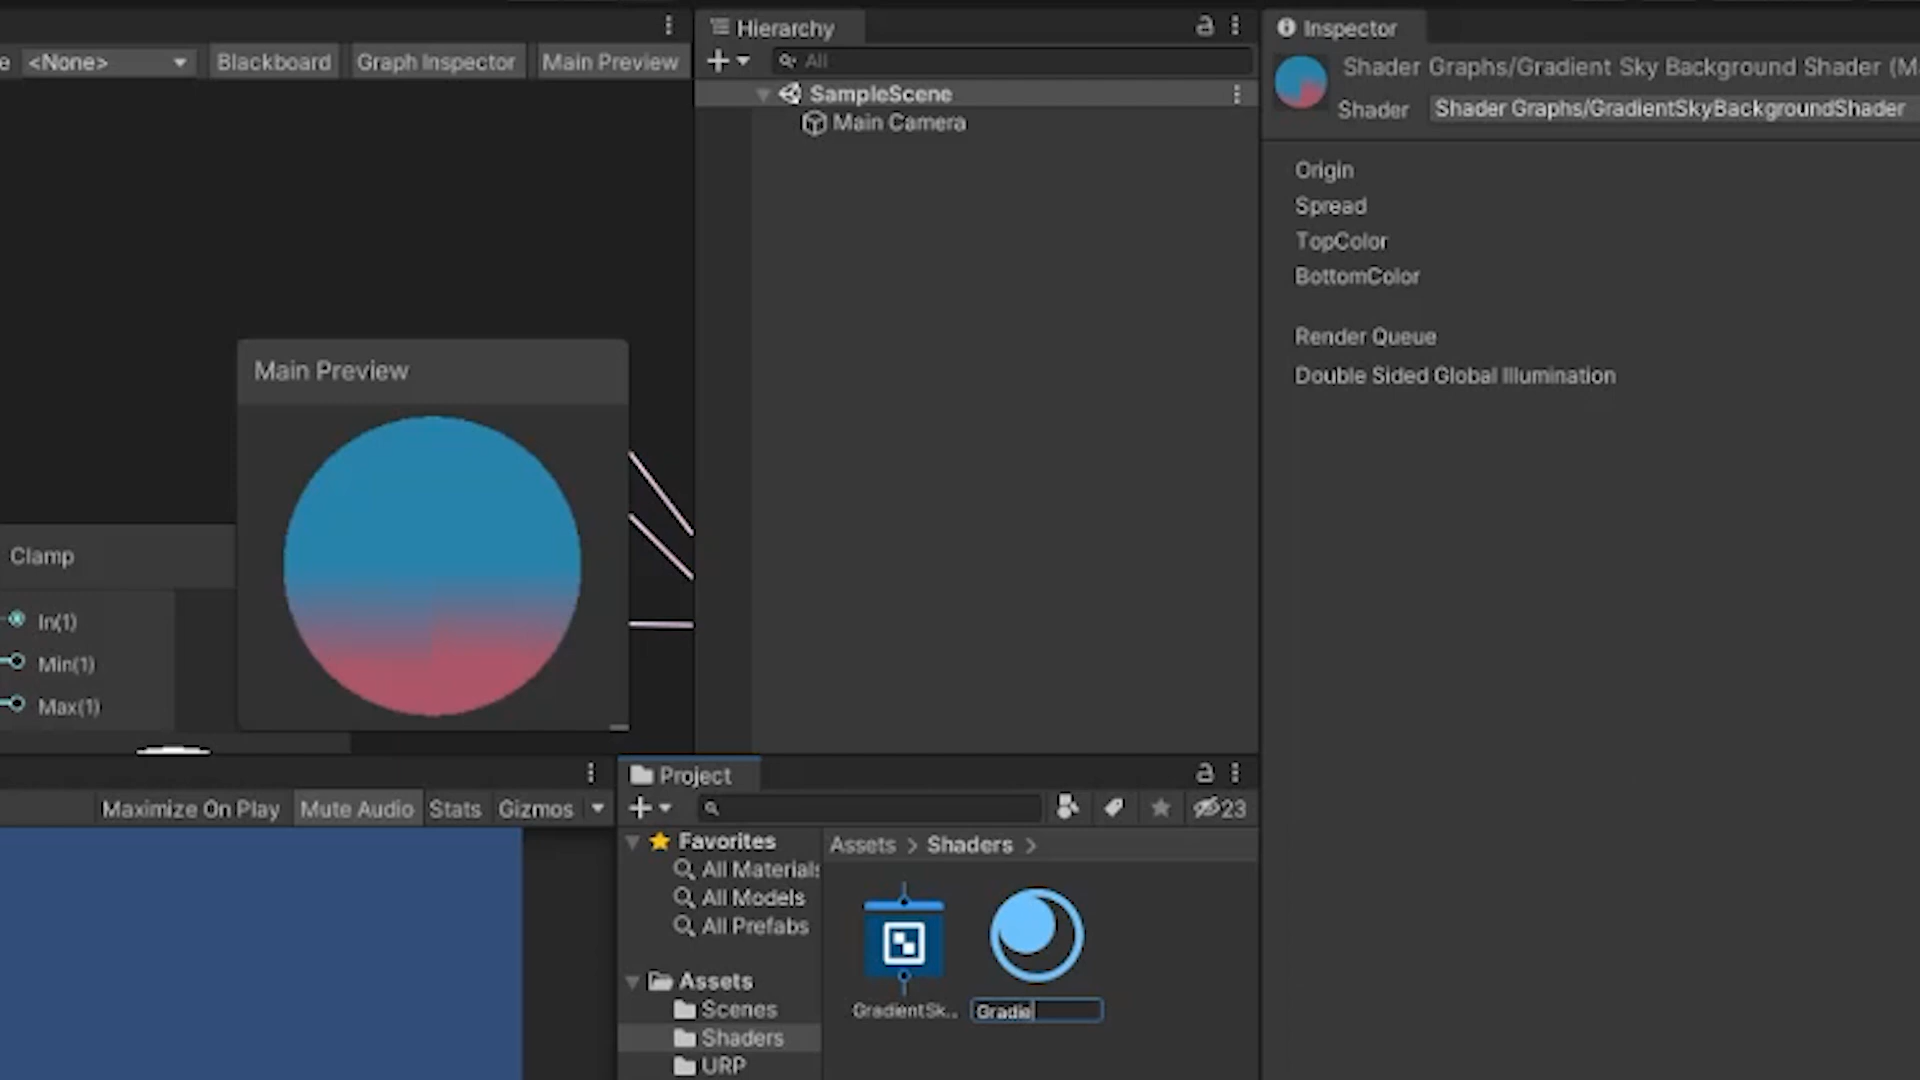 e <None> Blackboard Graph Inspector Main Preview
Main Preview
Clamp
In(1)
Min(1)
Max(1)
Maximize On Play Mute Audio Stats Gizmos
Hierarchy
All
SampleScene
Main Camera
Project
23
Favorites
All Materials
All Models
All Prefabs
Assets
Scenes
Shaders
URP
Assets > Shaders >
GradientSk...
Gradie
Inspector
Shader Graphs/Gradient Sky Background Shader (Ma
Shader Shader Graphs/GradientSkyBackgroundShader
Origin
Spread
TopColor
BottomColor
Render Queue
Double Sided Global Illumination